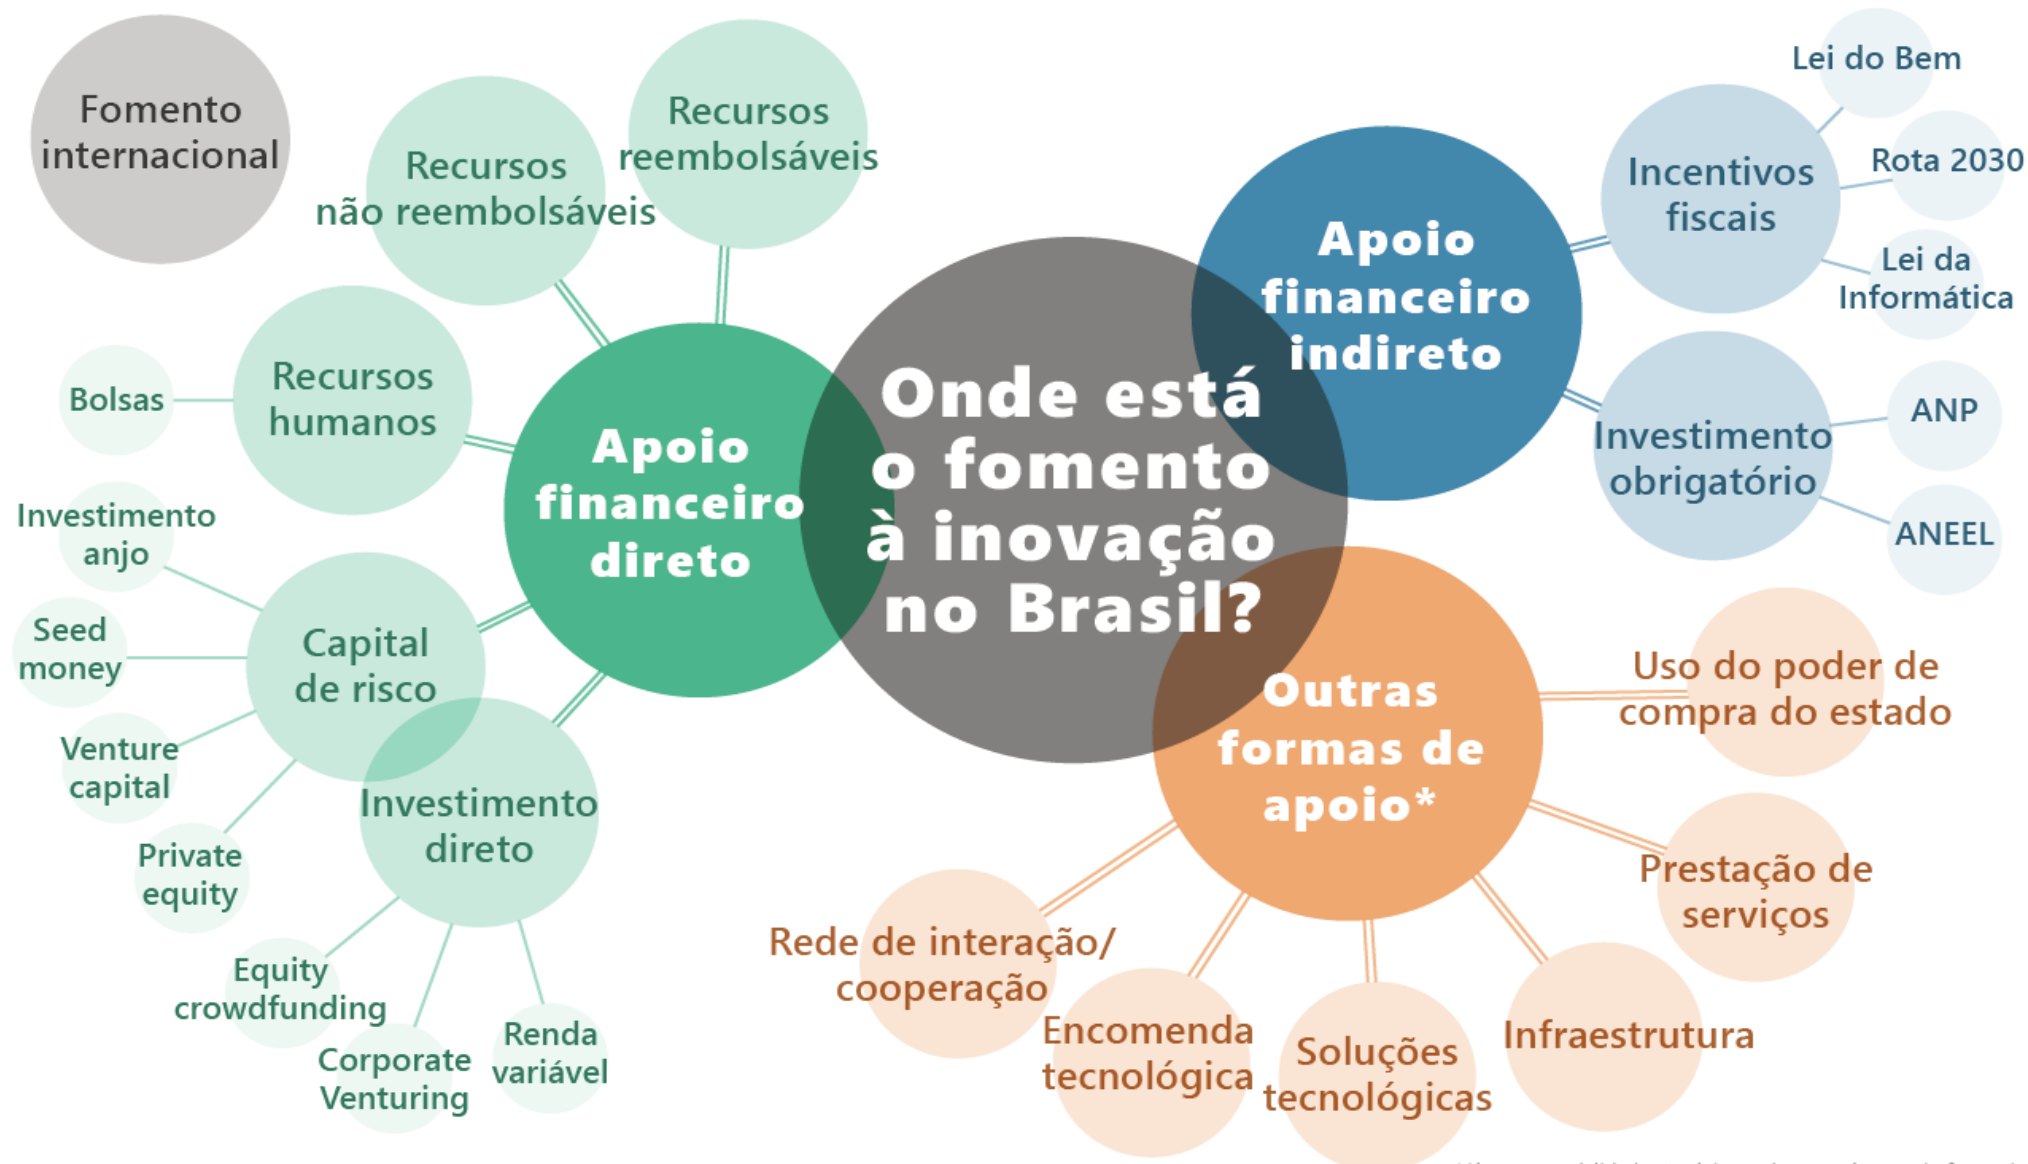 Fomento
internacional
Recursos
não reembolsáveis
Recursos
reembolsáveis
Recursos
humanos
Bolsas
Investimento
anjo
Seed
money
Venture
capital
Private
equity
Capital
de risco
Investimento
direto
Equity
crowdfunding
Corporate
Venturing
Renda
variável
Apoio
financeiro
direto
Onde está
o fomento
à inovação
no Brasil?
Apoio
financeiro
indireto
Incentivos
fiscais
Lei do Bem
Rota 2030
Lei da
Informática
Investimento
obrigatório
ANP
ANEEL
Outras
formas de
apoio*
Uso do poder de
compra do estado
Prestação de
serviços
Infraestrutura
Soluções
tecnológicas
Encomenda
tecnológica
Rede de interação/
cooperação